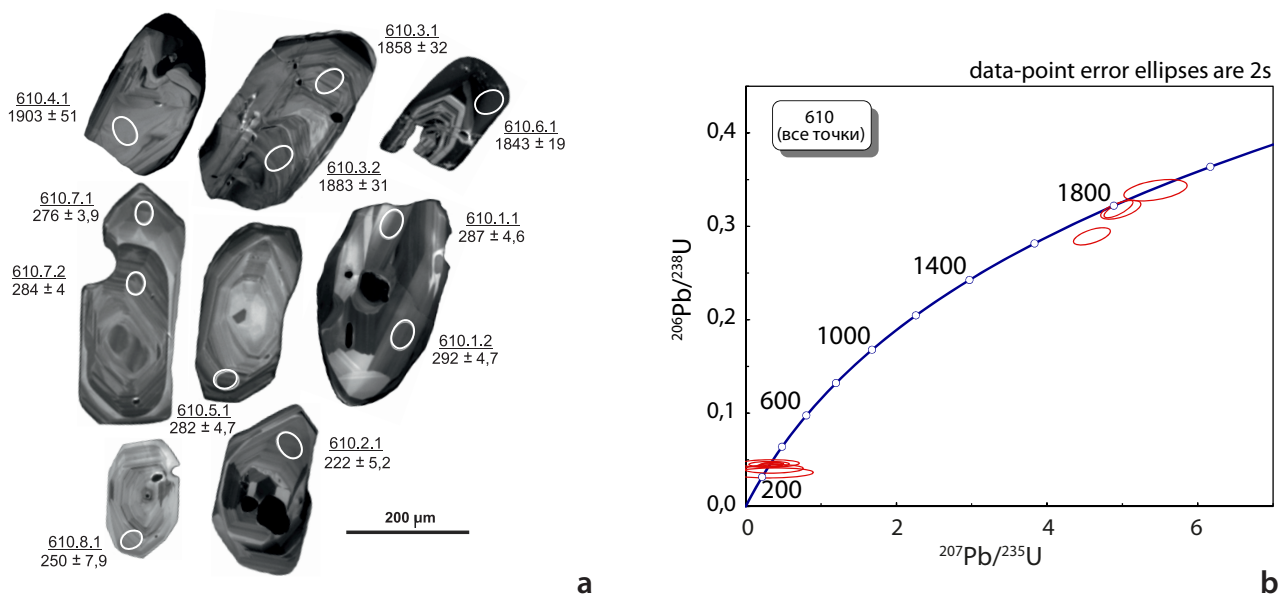 610.3.1
1858 ± 32
610.4.1
1903 ± 51
610.6.1
1843 ± 19
610.3.2
1883 ± 31
610.7.1
276 ± 3,9
610.1.1
287 ± 4,6
610.7.2
284 ± 4
610.1.2
292 ± 4,7
610.5.1
282 ± 4,7
610.2.1
222 ± 5,2
610.8.1
250 ± 7,9
200 µm
a
data-point error ellipses are 2s
610
(все точки)
0,4
0,3
0,2
0,1
0,0
206Pb/238U
1800
1400
1000
600
200
0
2
4
6
207Pb/235U
b